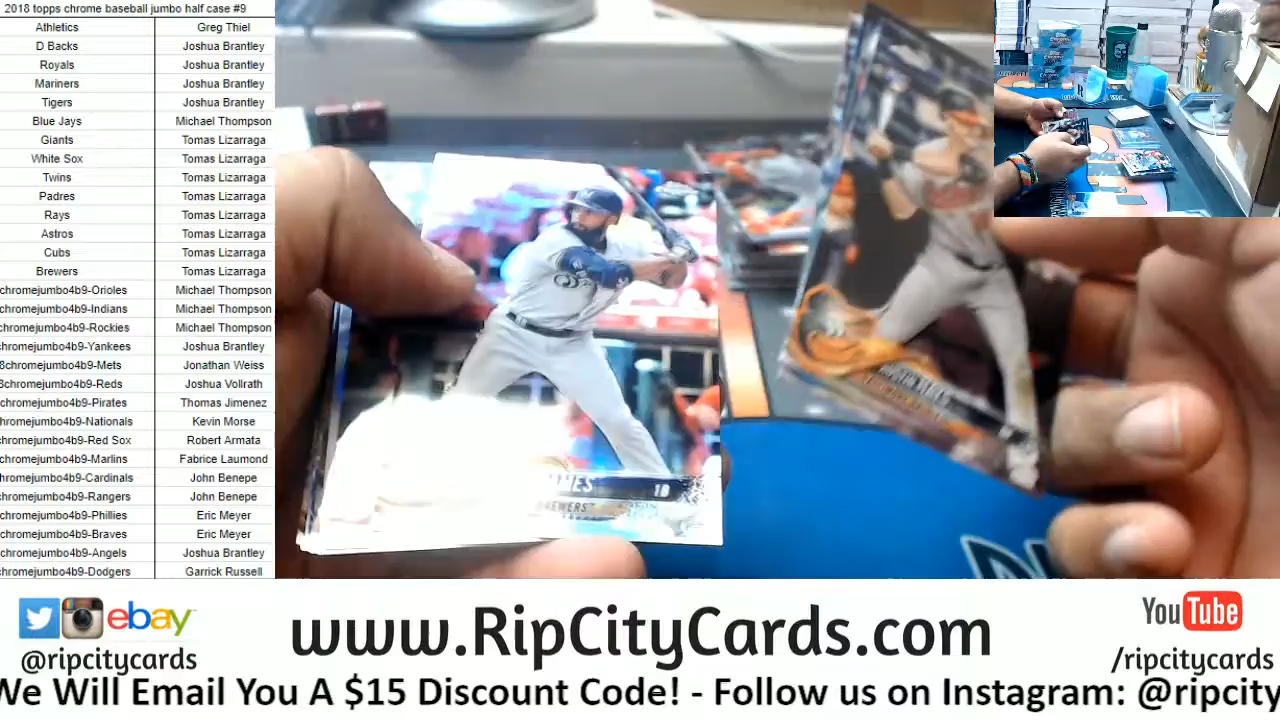 2018 topps chrome baseball jumbo half case #9
Athletics Greg Thiel
D Backs Joshua Brantley
Royals Joshua Brantley
Mariners Joshua Brantley
Tigers Joshua Brantley
Blue Jays Michael Thompson
Giants Tomas Lizarraga
White Sox Tomas Lizarraga
Twins Tomas Lizarraga
Padres Tomas Lizarraga
Rays Tomas Lizarraga
Astros Tomas Lizarraga
Cubs Tomas Lizarraga
Brewers Tomas Lizarraga
chromejumbo4b9-Orioles Michael Thompson
chromejumbo4b9-Indians Michael Thompson
chromejumbo4b9-Rockies Michael Thompson
chromejumbo4b9-Yankees Joshua Brantley
8chromejumbo4b9-Mets Jonathan Weiss
8chromejumbo4b9-Reds Joshua Vollrath
chromejumbo4b9-Pirates Thomas Jimenez
chromejumbo4b9-Nationals Kevin Morse
chromejumbo4b9-Red Sox Robert Armata
chromejumbo4b9-Marlins Fabrice Laumond
chromejumbo4b9-Cardinals John Benepe
chromejumbo4b9-Rangers John Benepe
chromejumbo4b9-Phillies Eric Meyer
chromejumbo4b9-Braves Eric Meyer
chromejumbo4b9-Angels Joshua Brantley
chromejumbo4b9-Dodgers Garrick Russell
AMES 1B
EWERS
ebay
@ripcitycards
www.RipCityCards.com
YouTube
/ripcitycards
We Will Email You A $15 Discount Code! - Follow us on Instagram: @ripcity